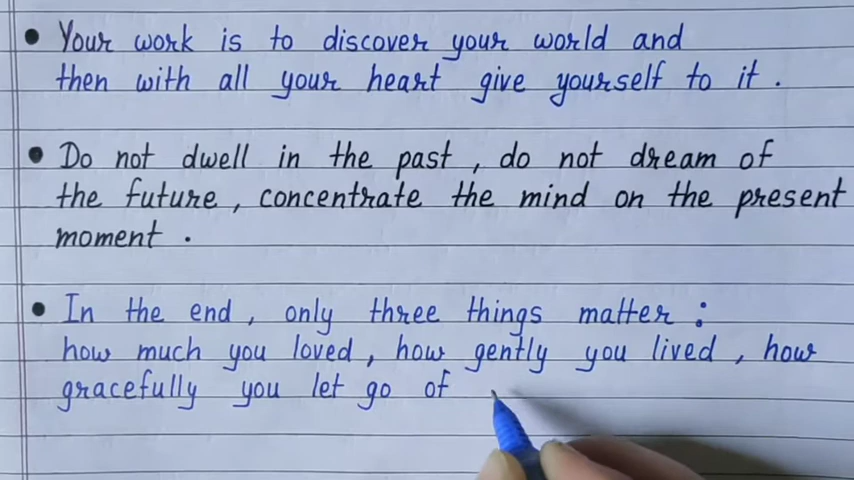 • Your work is to discover your world and
then with all your heart give yourself to it .
• Do not dwell in the past , do not dream of
the future , concentrate the mind on the present
moment .
• In the end , only three things matter :
how much you loved , how gently you lived , how
gracefully you let go of